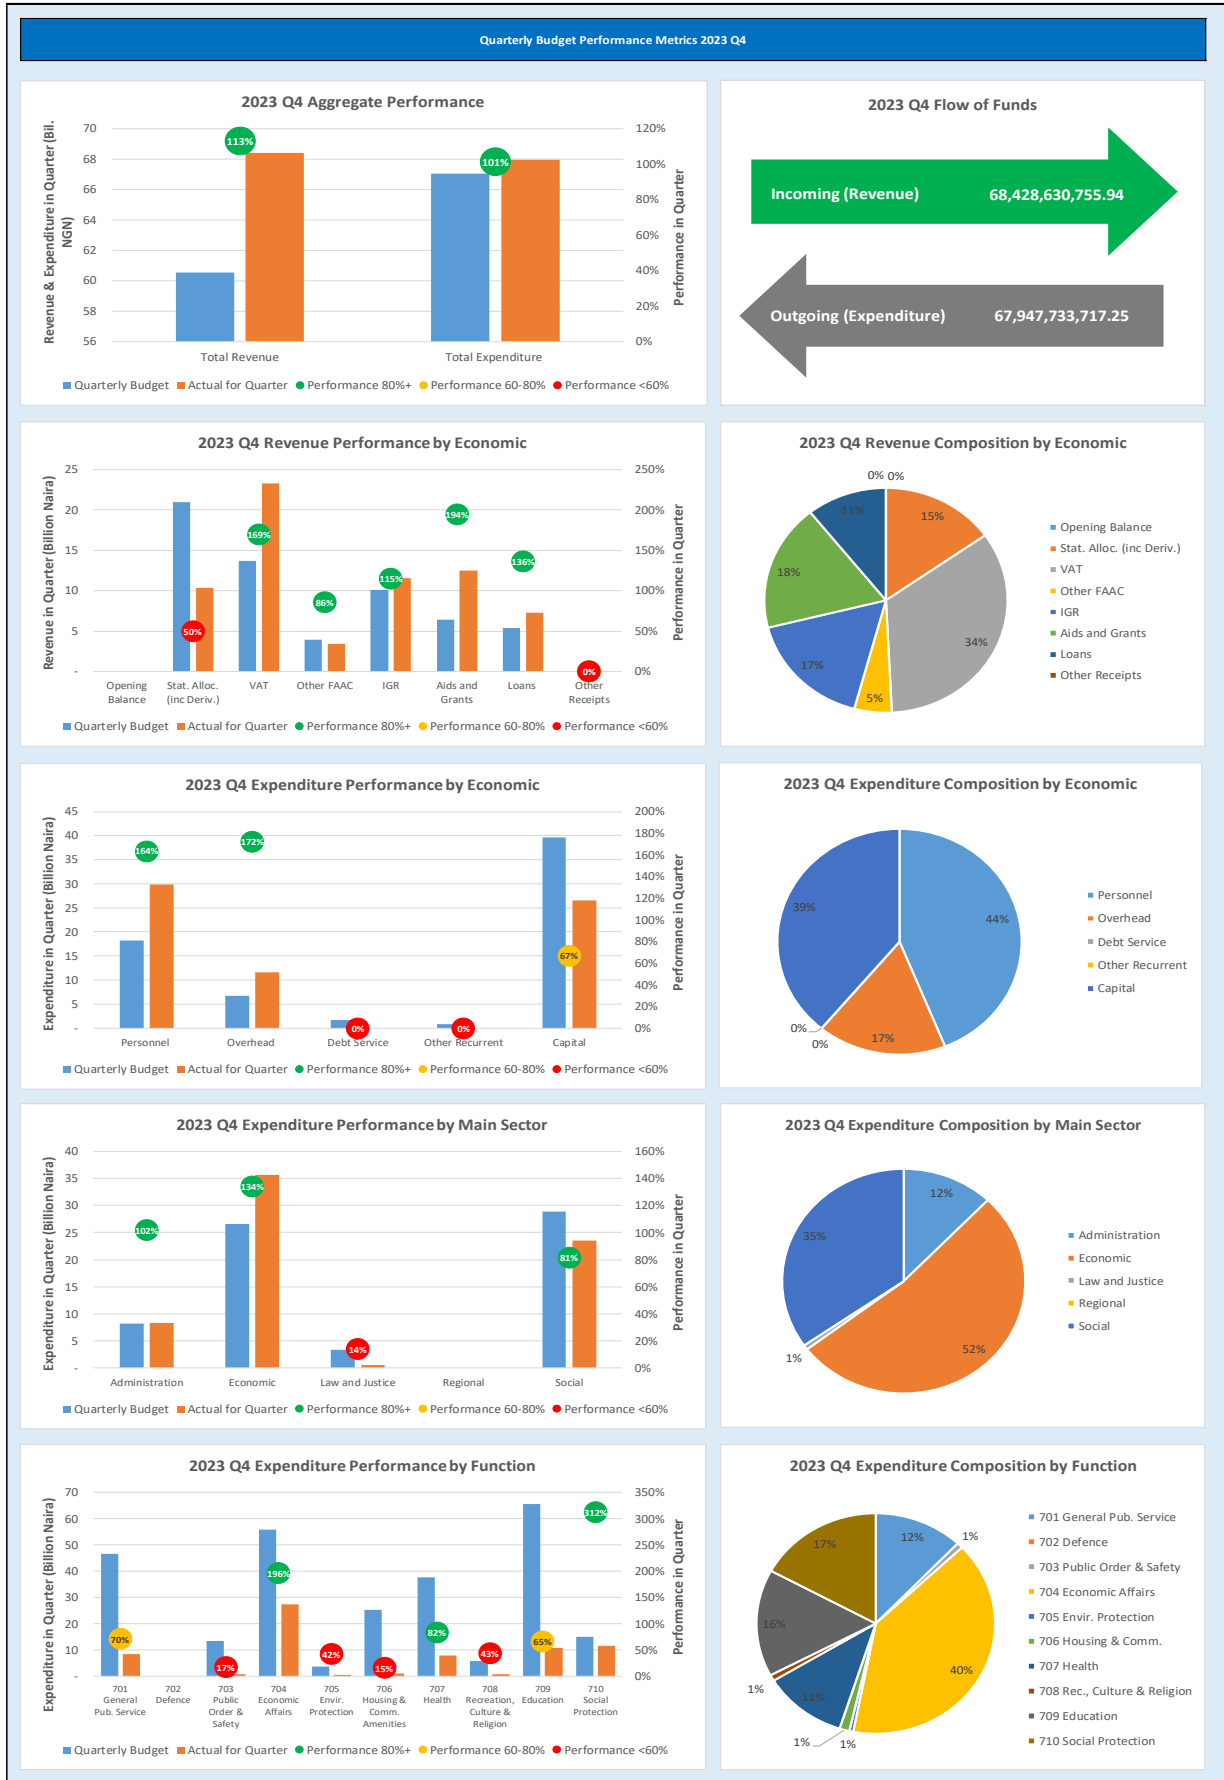 Quarterly Budget Performance Metrics 2023 Q4
2023 Q4 Aggregate Performance
Revenue & Expenditure in Quarter (Bil.
NGN)
70
68
66
64
62
60
58
56
113%
101%
120%
100%
80%
60%
40%
20%
0%
Performance in Quarter
Total Revenue
Total Expenditure
Quarterly Budget
Actual for Quarter
Performance 80%+
Performance 60-80%
Performance <60%
2023 Q4 Flow of Funds
Incoming (Revenue) 68,428,630,755.94
Outgoing (Expenditure) 67,947,733,717.25
2023 Q4 Revenue Performance by Economic
Revenue in Quarter (Billion Naira)
25
20
15
10
5
-
50%
169%
86%
115%
194%
136%
0%
250%
200%
150%
100%
50%
0%
Performance in Quarter
Opening
Balance
Stat. Alloc.
(inc Deriv.)
VAT
Other FAAC
IGR
Aids and
Grants
Loans
Other
Receipts
Quarterly Budget
Actual for Quarter
Performance 80%+
Performance 60-80%
Performance <60%
2023 Q4 Revenue Composition by Economic
0% 0%
15%
34%
5%
17%
18%
11%
Opening Balance
Stat. Alloc. (inc Deriv.)
VAT
Other FAAC
IGR
Aids and Grants
Loans
Other Receipts
2023 Q4 Expenditure Performance by Economic
Expenditure in Quarter (Billion Naira)
45
40
35
30
25
20
15
10
5
-
164%
172%
0%
0%
67%
200%
180%
160%
140%
120%
100%
80%
60%
40%
20%
0%
Performance in Quarter
Personnel
Overhead
Debt Service
Other Recurrent
Capital
Quarterly Budget
Actual for Quarter
Performance 80%+
Performance 60-80%
Performance <60%
2023 Q4 Expenditure Composition by Economic
44%
17%
0%
0%
39%
Personnel
Overhead
Debt Service
Other Recurrent
Capital
2023 Q4 Expenditure Performance by Main Sector
Expenditure in Quarter (Billion Naira)
40
35
30
25
20
15
10
5
-
102%
134%
14%
81%
160%
140%
120%
100%
80%
60%
40%
20%
0%
Performance in Quarter
Administration
Economic
Law and Justice
Regional
Social
Quarterly Budget
Actual for Quarter
Performance 80%+
Performance 60-80%
Performance <60%
2023 Q4 Expenditure Composition by Main Sector
12%
52%
1%
35%
Administration
Economic
Law and Justice
Regional
Social
2023 Q4 Expenditure Performance by Function
Expenditure in Quarter (Billion Naira)
70
60
50
40
30
20
10
-
70%
17%
196%
42%
15%
82%
43%
65%
312%
350%
300%
250%
200%
150%
100%
50%
0%
Performance in Quarter
701
General
Pub. Service
702
Defence
703
Public
Order &
Safety
704
Economic
Affairs
705
Envir.
Protection
706
Housing &
Comm.
Amenities
707
Health
708
Recreation,
Culture &
Religion
709
Education
710
Social
Protection
Quarterly Budget
Actual for Quarter
Performance 80%+
Performance 60-80%
Performance <60%
2023 Q4 Expenditure Composition by Function
12%
1%
40%
1%
1%
11%
1%
16%
17%
701 General Pub. Service
702 Defence
703 Public Order & Safety
704 Economic Affairs
705 Envir. Protection
706 Housing & Comm.
707 Health
708 Rec., Culture & Religion
709 Education
710 Social Protection